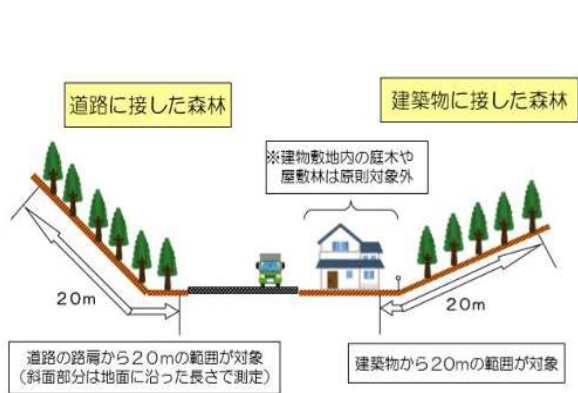 道路に接した森林
建築物に接した森林
※建物敷地内の庭木や
屋敷林は原則対象外
20m
20m
道路の路肩から20mの範囲が対象
(斜面部分は地面に沿った長さで測定)
建築物から20mの範囲が対象